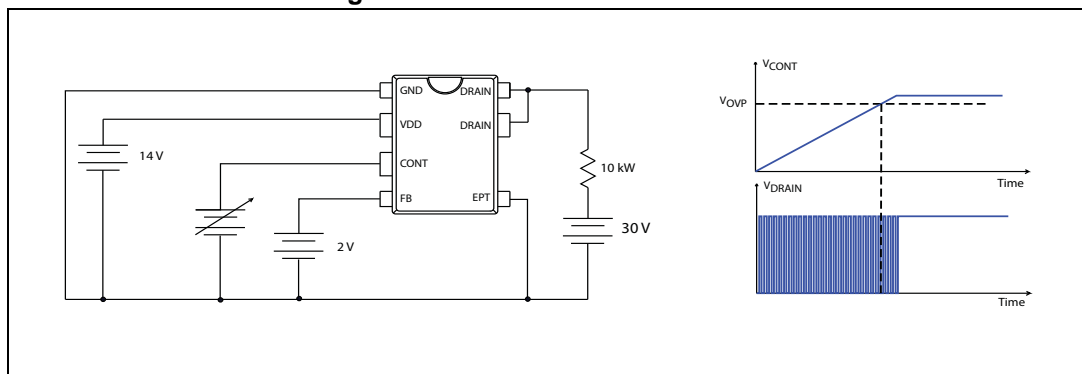 GND
DRAIN
VDD
DRAIN
CONT
FB
EPT
14 V
2 V
10 kW
30 V
VCONT
VOVP
Time
VDRAIN
Time